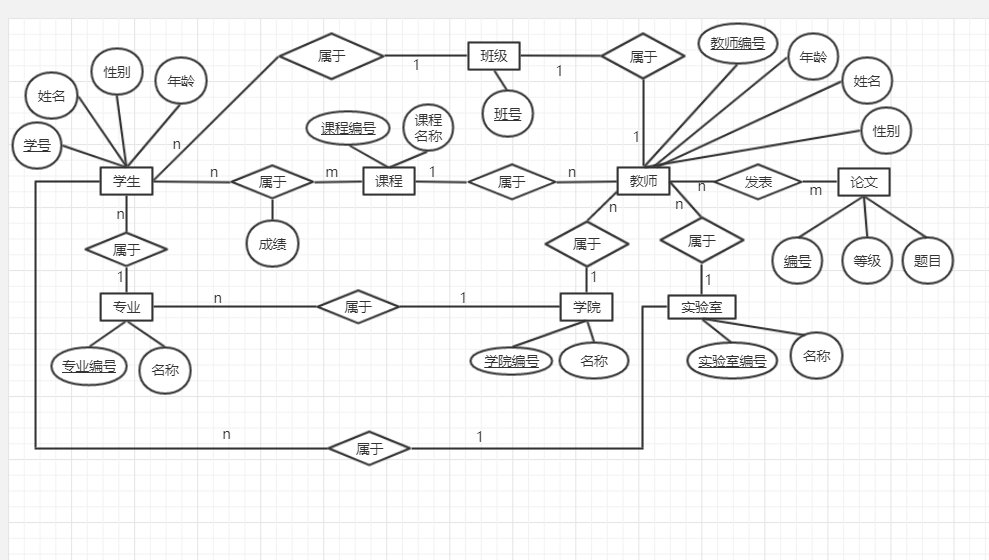 教师编号
属于
班级
属于
年龄
性别
年龄
姓名
姓名
1
1
班号
课程编号
课程
名称
性别
学号
n
1
学生
n
属于
m
课程
1
属于
n
教师
n
发表
m
论文
n
成绩
n
n
属于
属于
属于
编号
等级
题目
1
1
1
专业
n
属于
1
学院
实验室
专业编号
名称
学院编号
名称
实验室编号
名称
n
属于
1